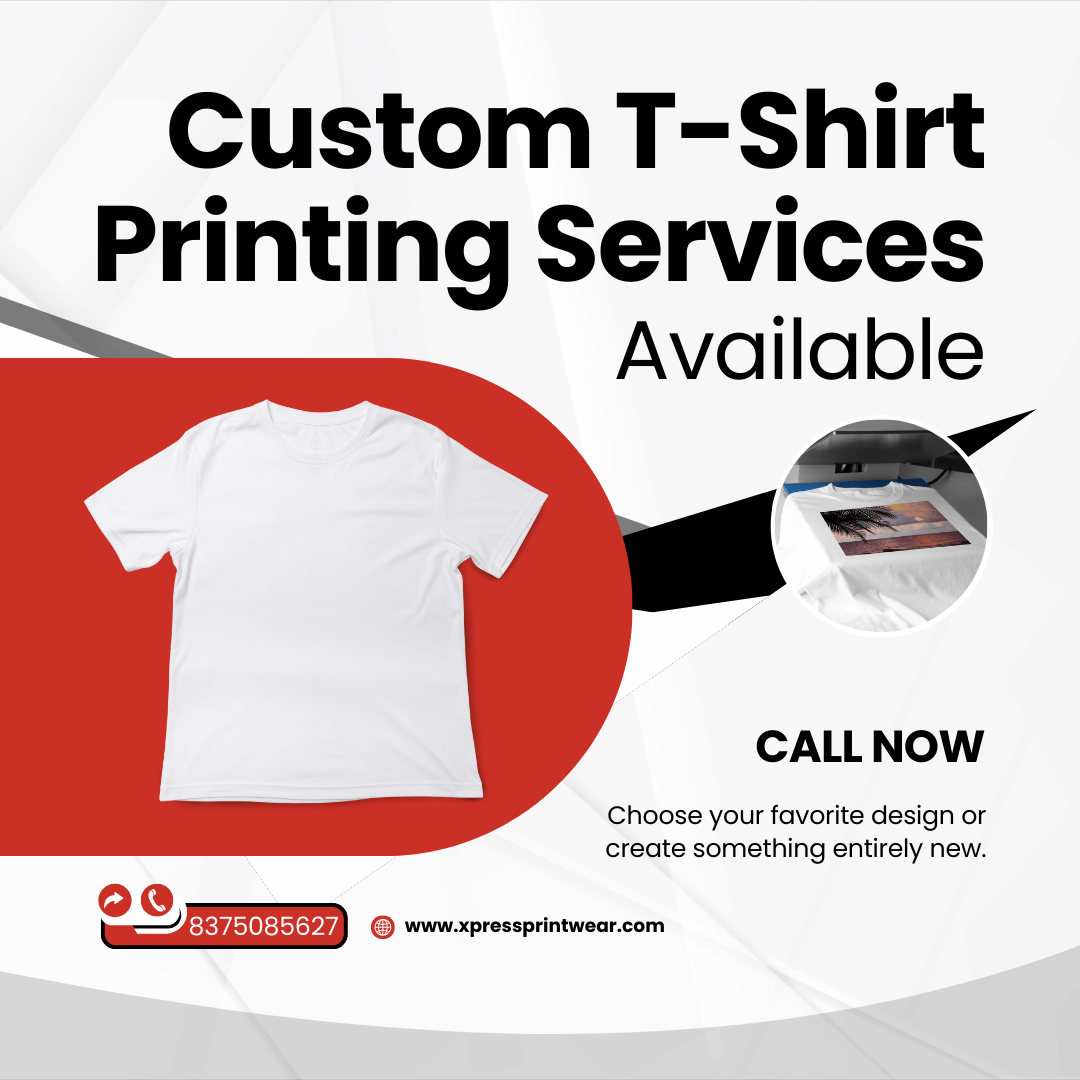 Custom T-Shirt
Printing Services
Available
CALL NOW
Choose your favorite design or
create something entirely new.
8375085627
www.xpressprintwear.com